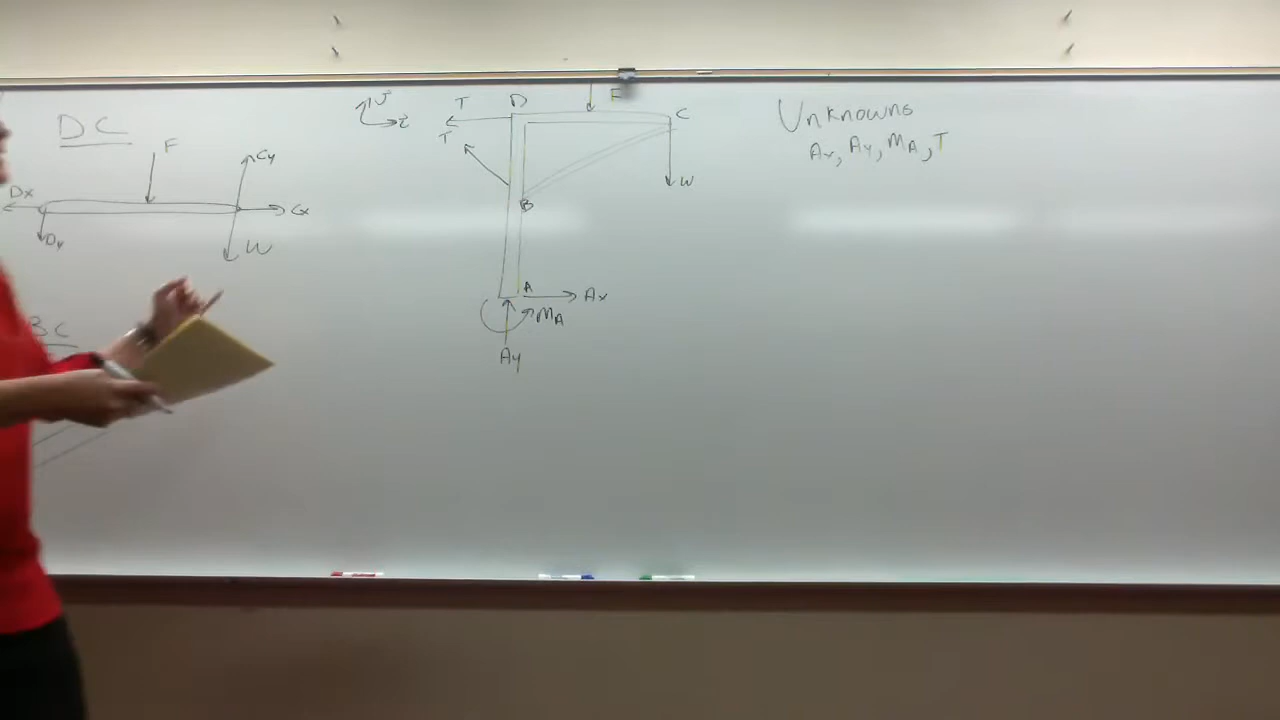 DC
F
Cy
Dx
Cx
Dy
W
BC
T
D
F
C
T
W
B
A
Ax
MA
Ay
Unknowns
Ax, Ay, MA, T